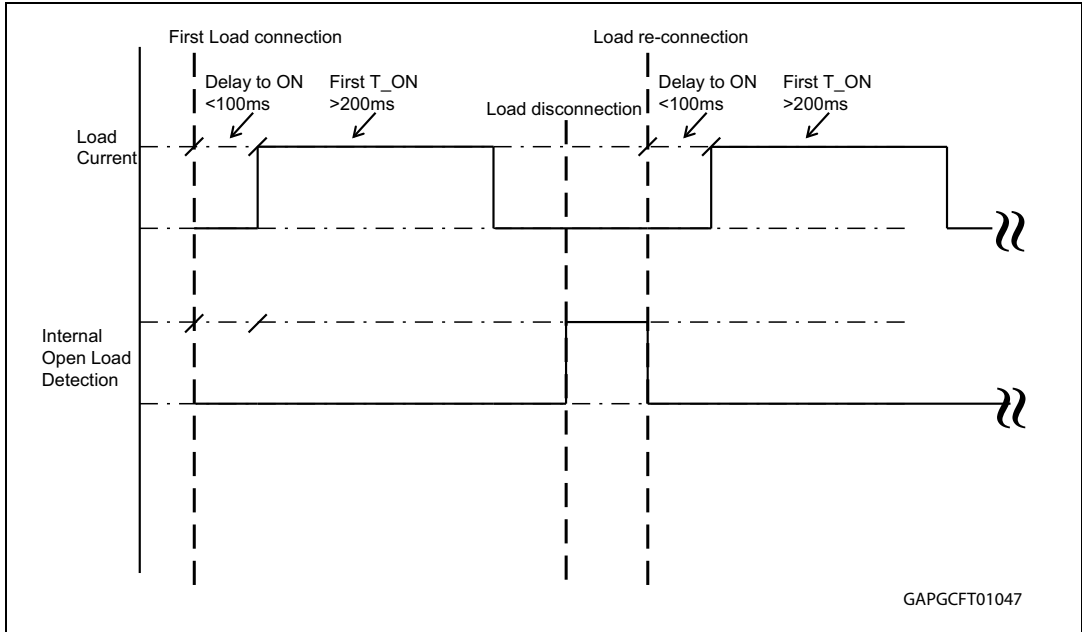 First Load connection
Load re-connection
Delay to ON
<100ms
First T_ON
>200ms
Load disconnection
Delay to ON
<100ms
First T_ON
>200ms
Load
Current
Internal
Open Load
Detection
GAPGCFT01047